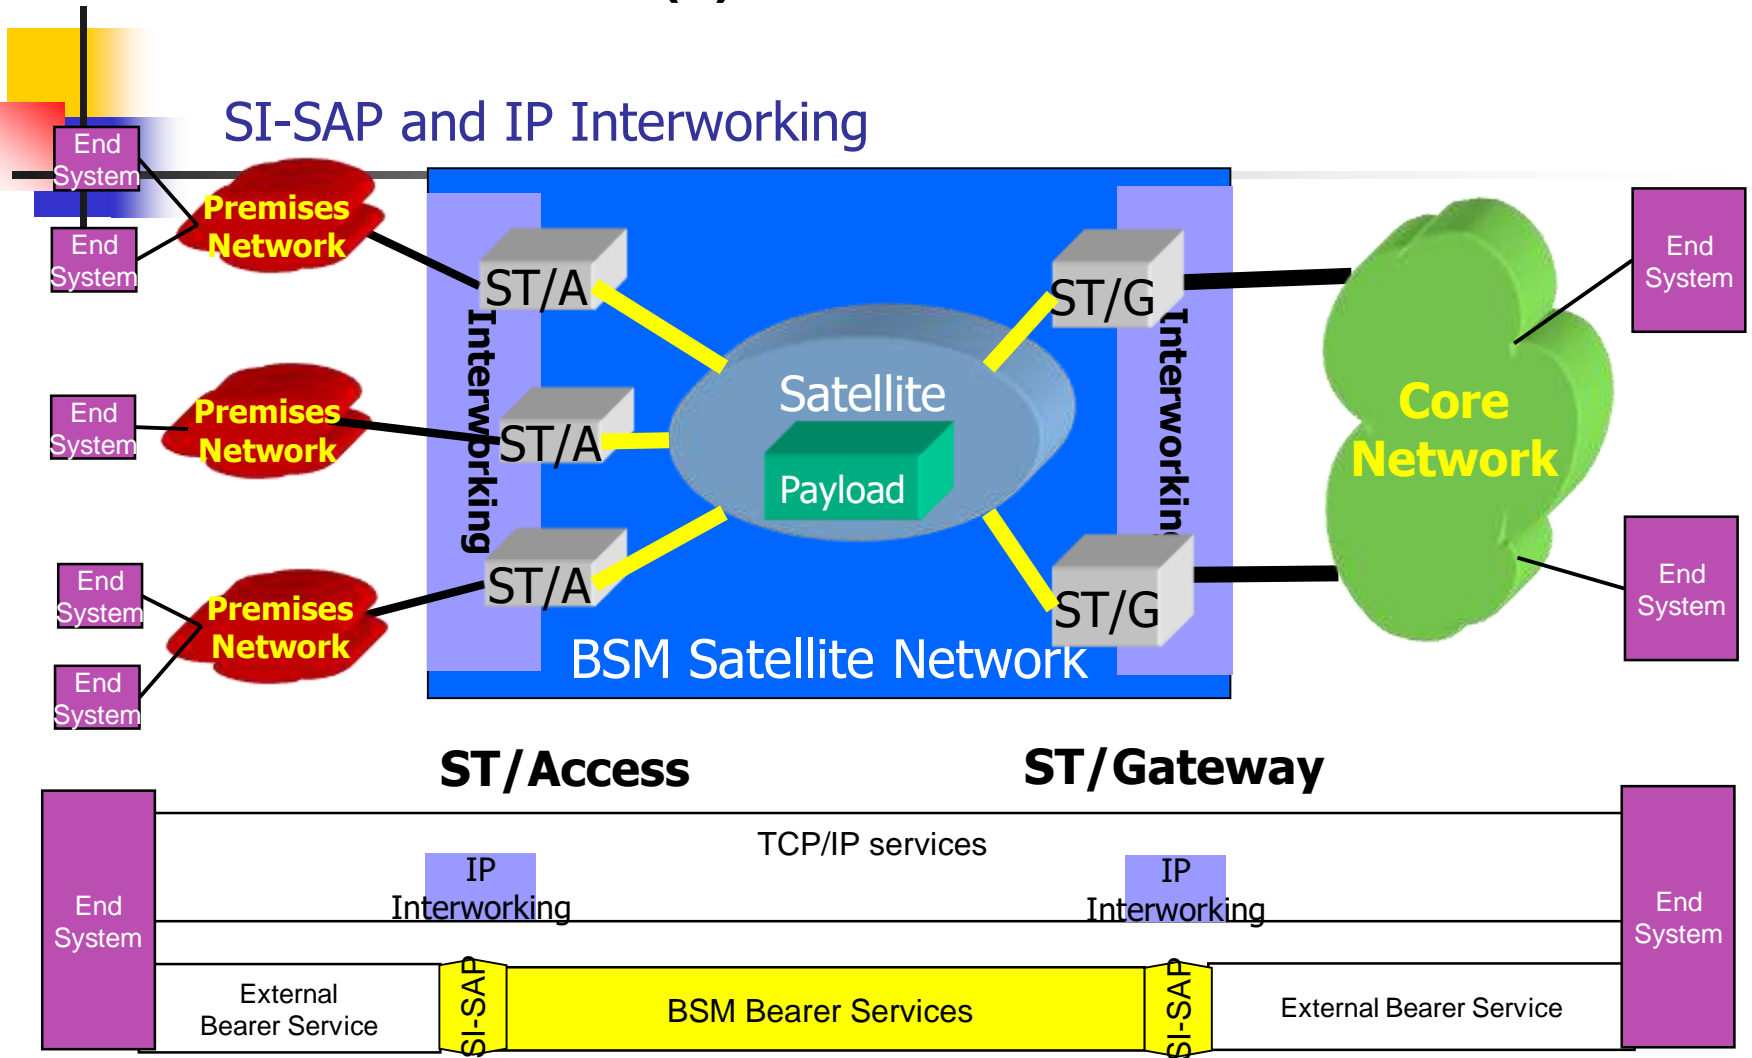 SI-SAP and IP Interworking
End
System
End
System
Premises
Network
ST/A
Interworking
ST/G
Interworking
End
System
End
System
Premises
Network
ST/A
Satellite
Payload
Core
Network
End
System
End
System
Premises
Network
ST/A
ST/G
End
System
BSM Satellite Network
ST/Access
ST/Gateway
End
System
TCP/IP services
IP
Interworking
IP
Interworking
End
System
External
Bearer Service
SI-SAP
BSM Bearer Services
SI-SAP
External Bearer Service